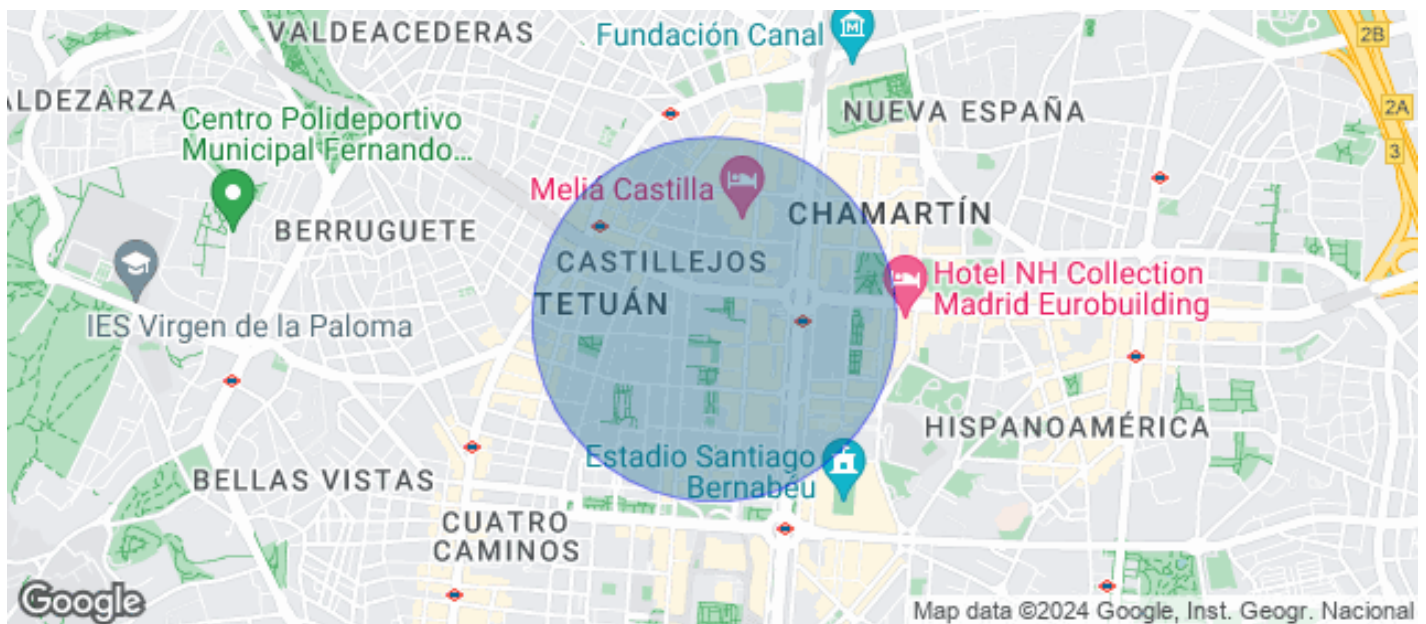 VALDEACEDERAS
Fundación Canal
2B
ALDEZARZA
NUEVA ESPAÑA
2A
Centro Polideportivo
Municipal Fernando...
3
Meliá Castilla
CHAMARTÍN
BERRUGUETE
CASTILLEJOS
Hotel NH Collection
Madrid Eurobuilding
TETUÁN
IES Virgen de la Paloma
HISPANOAMÉRICA
Estadio Santiago
Bernabéu
BELLAS VISTAS
CUATRO
CAMINOS
Google
Map data ©2024 Google, Inst. Geogr. Nacional